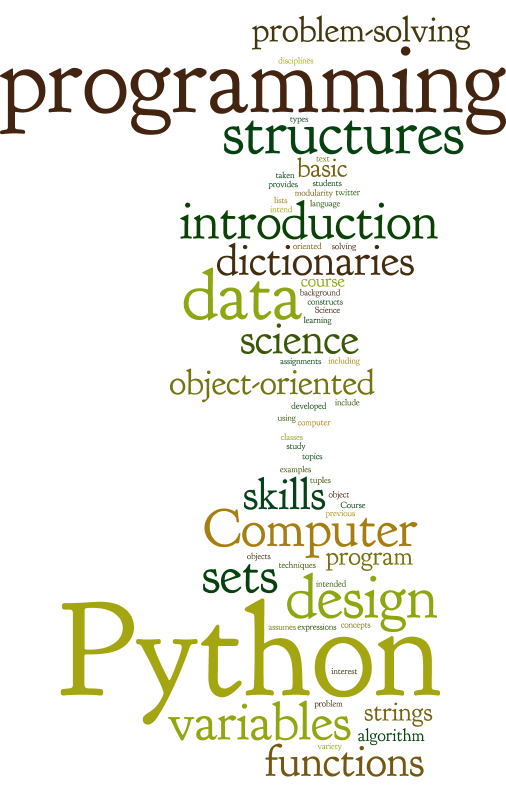 problem-solving
disciplines
programming
types
structures
text
basic
taken
provides students
modularity twitter
lists language
intend
introduction
oriented solving
dictionaries
course
data
background
constructs
Science
learning
science
assignments including
object-oriented
developed include
using computer
classes
study
topics
examples
tuples
skills object
Course
previous
Computer
objects program
techniques
sets intended
design
assumes expressions concepts
Python
interest
problem
variables strings
algorithm
variety
functions